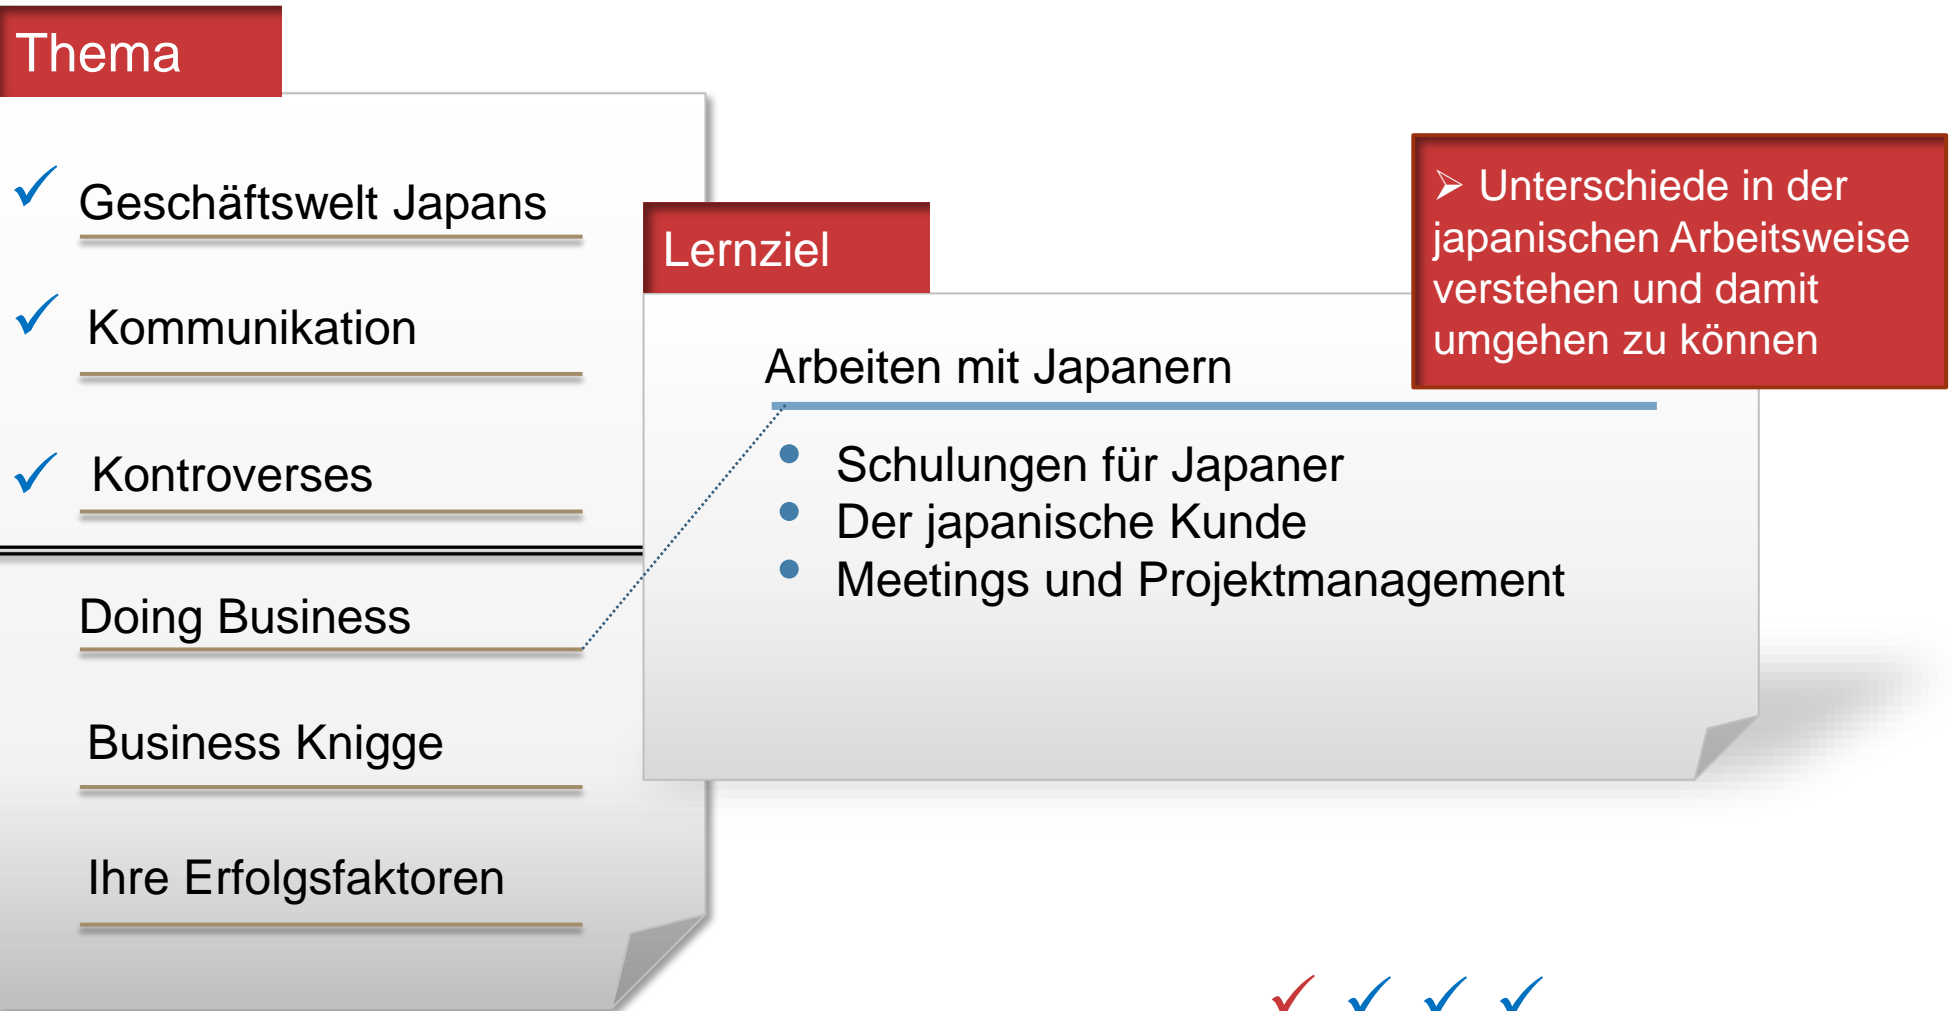 Thema
Geschäftswelt Japans
Kommunikation
Kontroverses
Doing Business
Business Knigge
Ihre Erfolgsfaktoren
Lernziel
Arbeiten mit Japanern
Schulungen für Japaner
Der japanische Kunde
Meetings und Projektmanagement
Unterschiede in der
japanischen Arbeitsweise
verstehen und damit
umgehen zu können